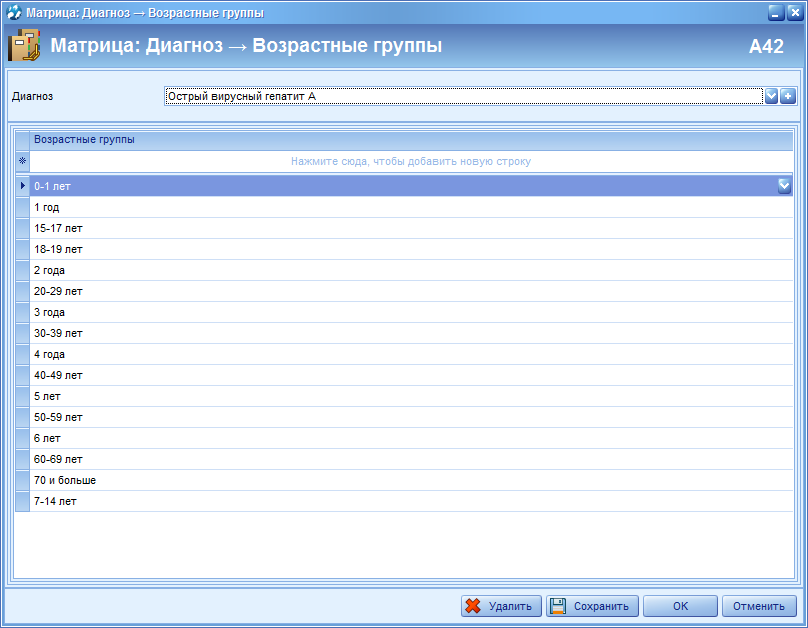 Матрица: Диагноз → Возрастные группы
Матрица: Диагноз → Возрастные группы A42
Диагноз Острый вирусный гепатит А
Возрастные группы
Нажмите сюда, чтобы добавить новую строку
0-1 лет
1 год
15-17 лет
18-19 лет
2 года
20-29 лет
3 года
30-39 лет
4 года
40-49 лет
5 лет
50-59 лет
6 лет
60-69 лет
70 и больше
7-14 лет
Удалить Сохранить ОК Отменить